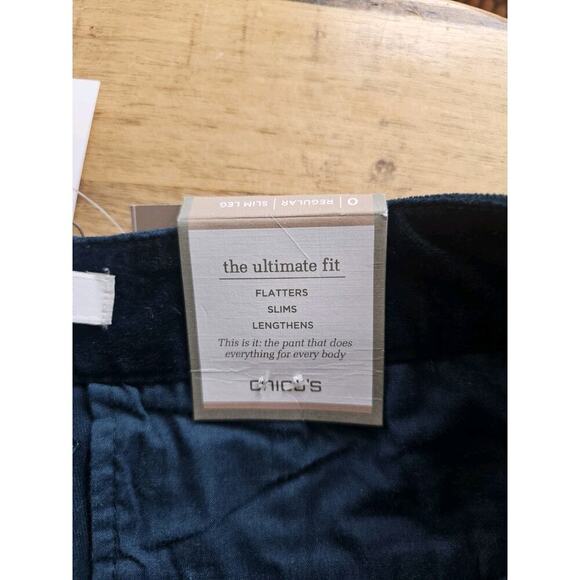 0 | REGULAR | SLIM LEG
the ultimate fit
FLATTERS
SLIMS
LENGTHENS
This is it: the pant that does
everything for every body
CHICO'S